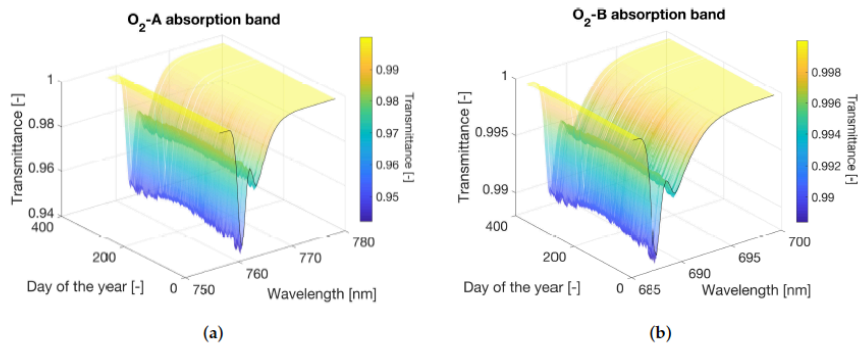 O2-A absorption band
1
0.98
0.96
0.94
400
200
0
Transmittance [-]
Day of the year [-]
750
760
770
780
Wavelength [nm]
0.99
0.98
0.97
0.96
0.95
Transmittance [-]
(a)
O2-B absorption band
1
0.995
0.99
400
200
0
Transmittance [-]
Day of the year [-]
685
690
695
700
Wavelength [nm]
0.998
0.996
0.994
0.992
0.99
Transmittance [-]
(b)